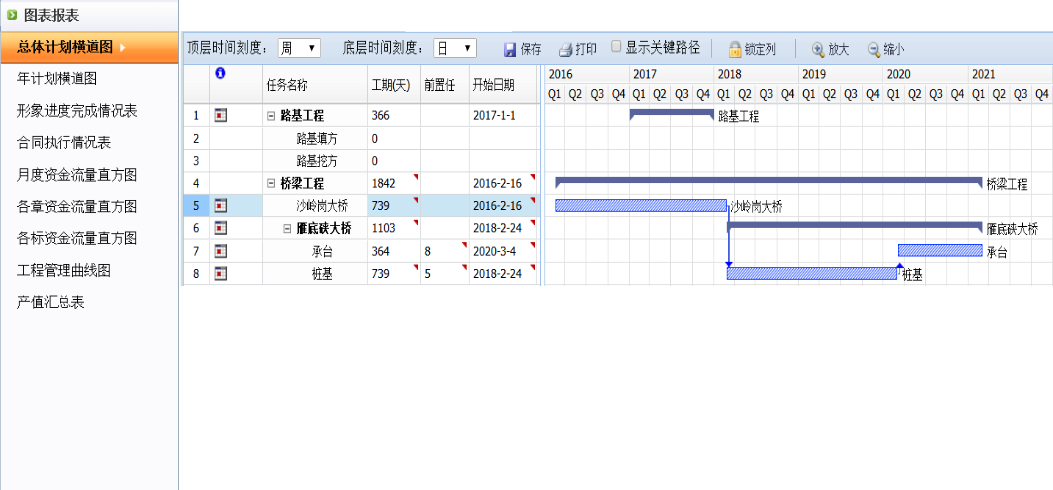 图表报表
总体计划横道图
年计划横道图
形象进度完成情况表
合同执行情况表
月度资金流量直方图
各章资金流量直方图
各标资金流量直方图
工程管理曲线图
产值汇总表
顶层时间刻度： 周 底层时间刻度： 日 保存 打印 显示关键路径 锁定列 放大 缩小
任务名称 工期(天) 前置任 开始日期
2016 2017 2018 2019 2020 2021
Q1 Q2 Q3 Q4 Q1 Q2 Q3 Q4 Q1 Q2 Q3 Q4 Q1 Q2 Q3 Q4 Q1 Q2 Q3 Q4 Q1 Q2 Q3 Q4
1 路基工程 366 2017-1-1 路基工程
2 路基填方 0
3 路基挖方 0
4 桥梁工程 1842 2016-2-16 桥梁工程
5 沙岭岗大桥 739 2016-2-16 沙岭岗大桥
6 雁底硖大桥 1103 2018-2-24 雁底硖大桥
7 承台 364 8 2020-3-4 承台
8 桩基 739 5 2018-2-24 桩基